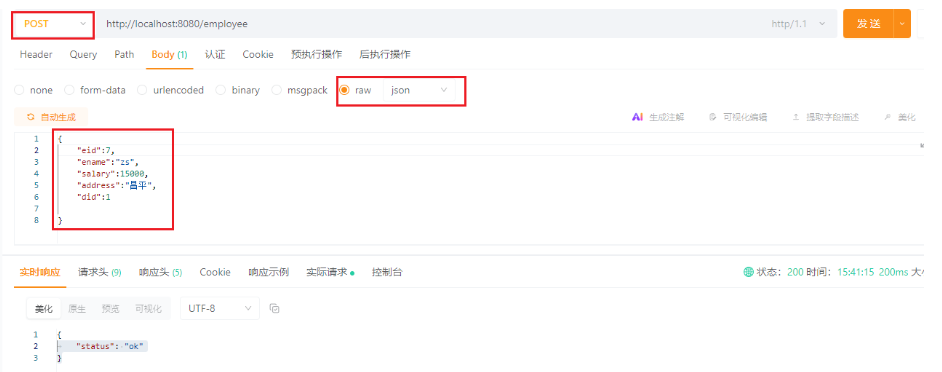 POST http://localhost:8080/employee http/1.1 发 送
Header Query Path Body (1) 认证 Cookie 预执行操作 后执行操作
none form-data urlencoded binary msgpack raw json
自动生成 AI 生成注解 可视化编辑 提取字段描述 美化
1 {
2 "eid":7,
3 "ename":"zs",
4 "salary":15000,
5 "address":"昌平",
6 "did":1
7
8 }
实时响应 请求头 (9) 响应头 (5) Cookie 响应示例 实际请求 控制台 状态: 200 时间: 15:41:15 200ms 大
美化 原生 预览 可视化 UTF-8
1 {
2 "status": "ok"
3 }